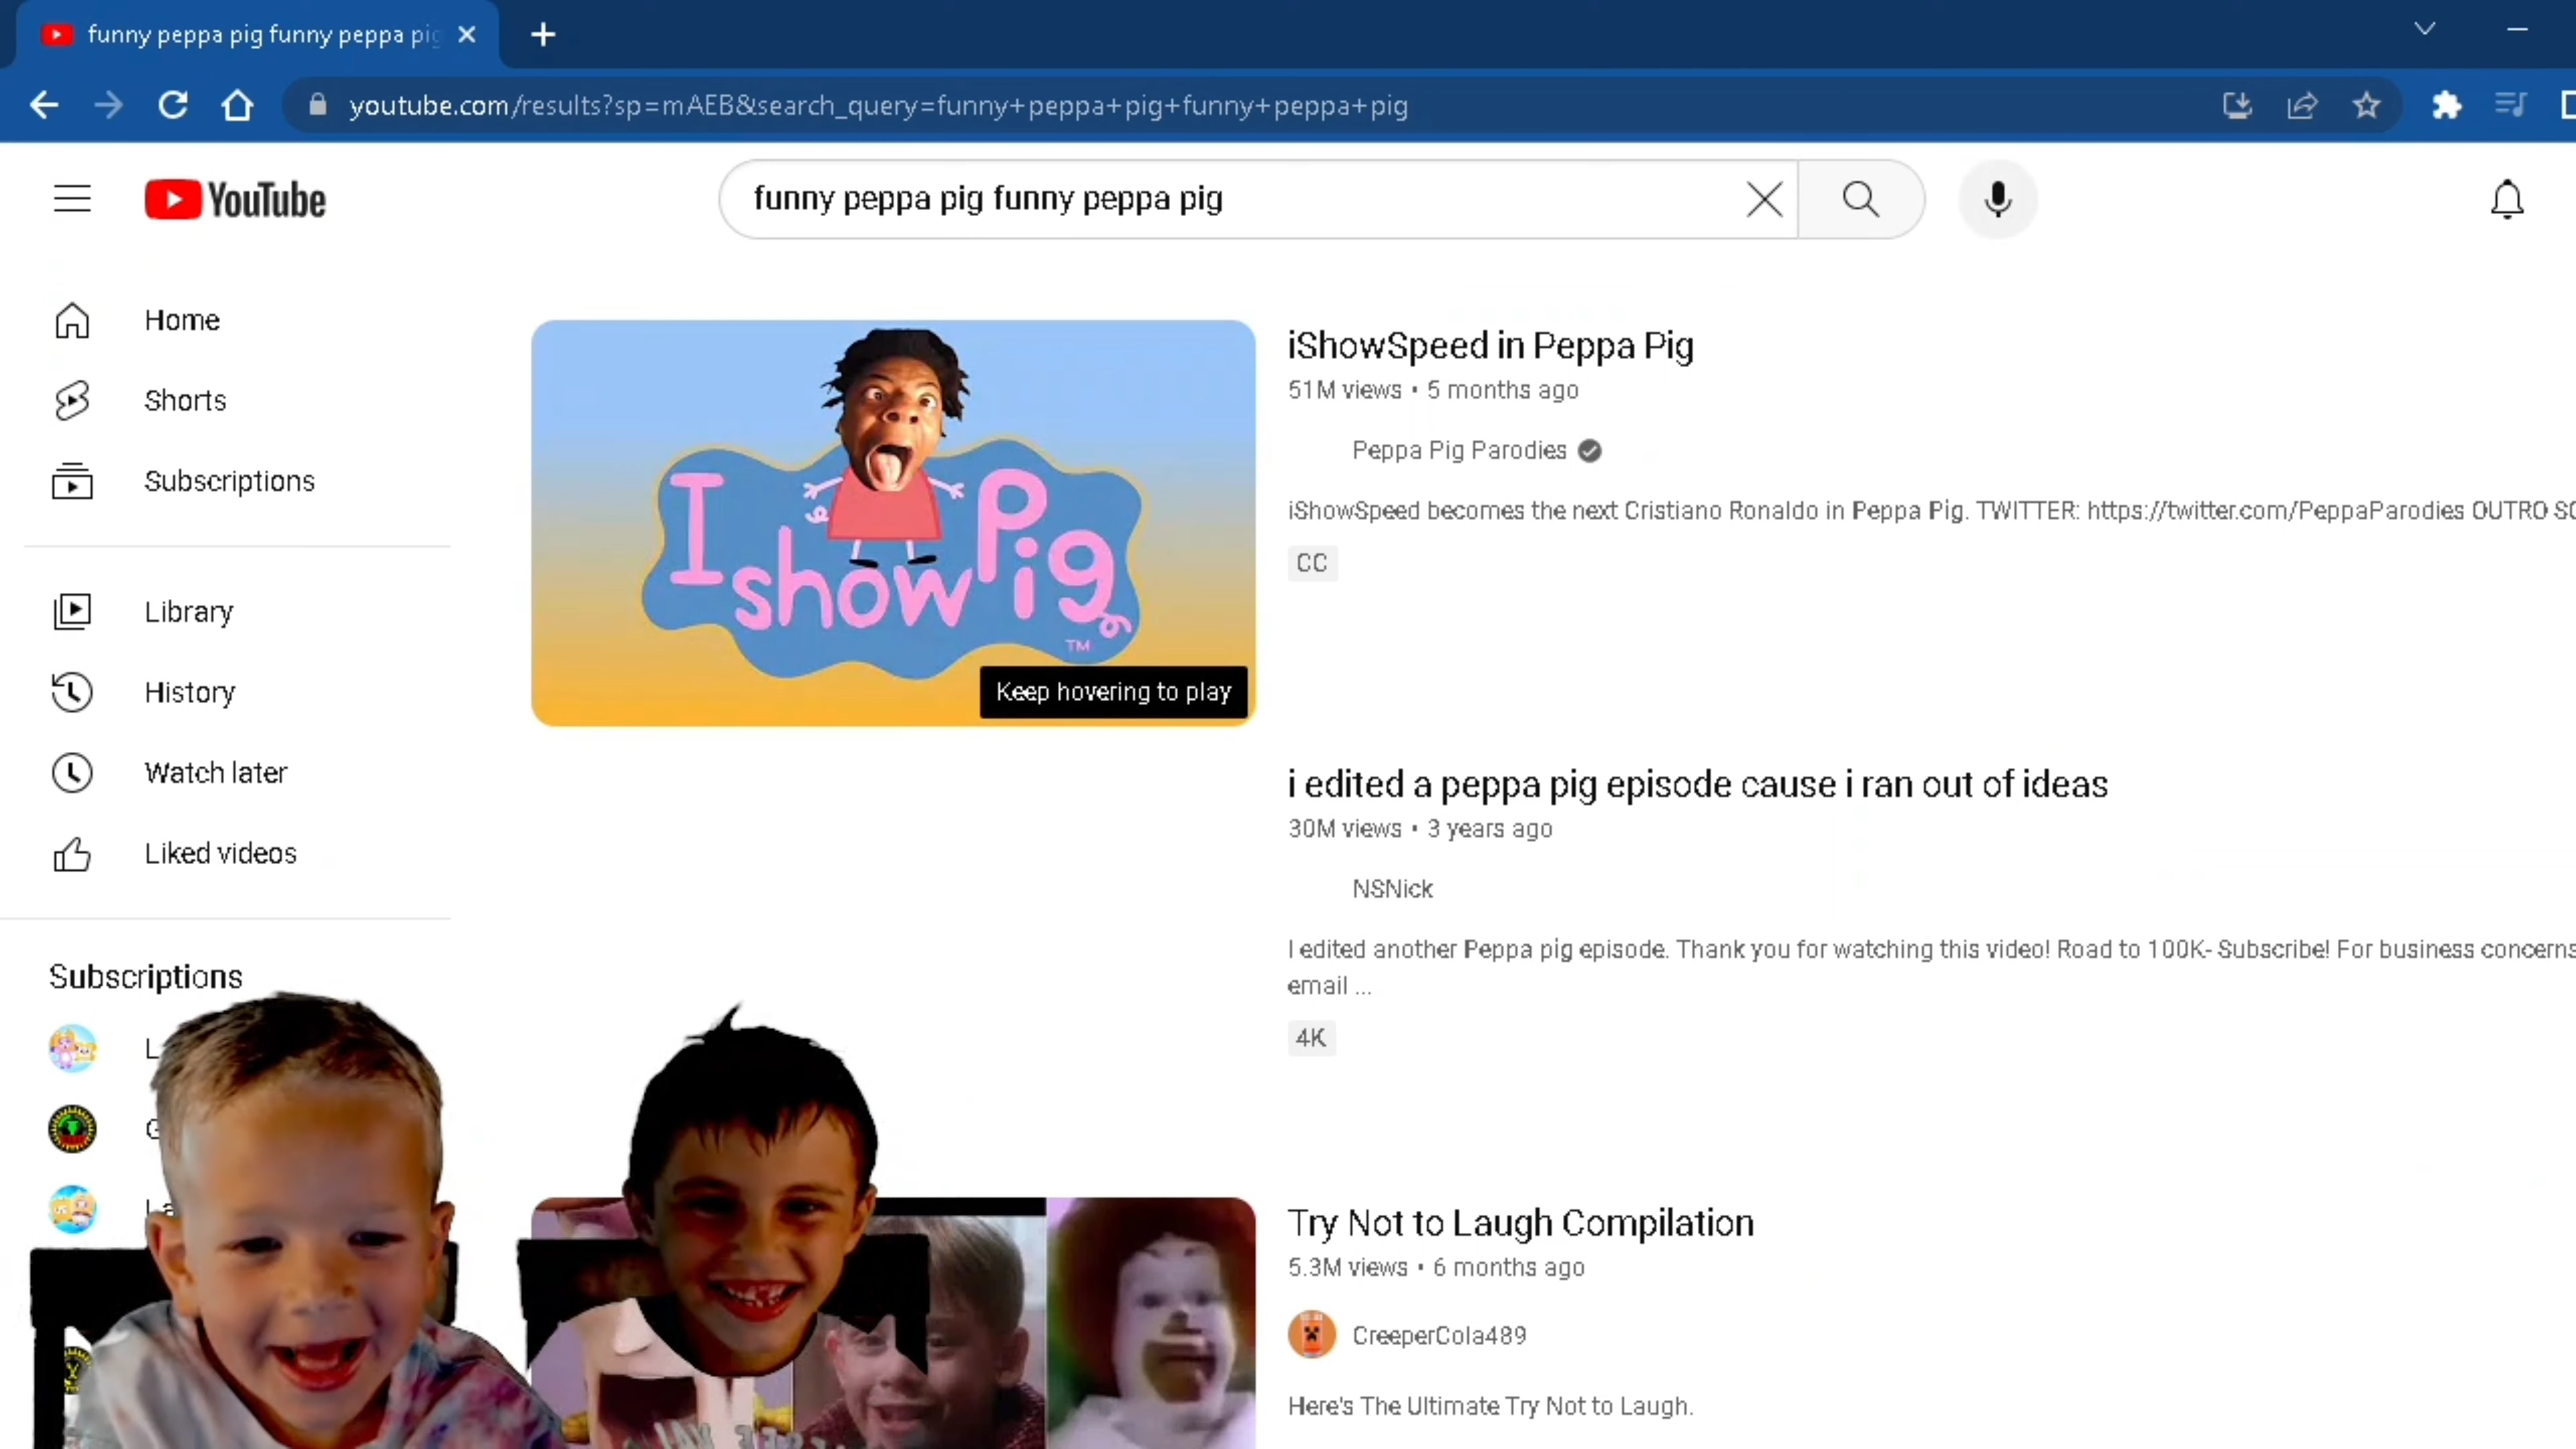 funny peppa pig funny peppa pig
youtube.com/results?sp=mAEB&search_query=funny+peppa+pig+funny+peppa+pig
YouTube
funny peppa pig funny peppa pig
Home
Shorts
Subscriptions
Library
History
Watch later
Liked videos
Subscriptions
I show Pig
TM
Keep hovering to play
iShowSpeed in Peppa Pig
51M views • 5 months ago
Peppa Pig Parodies
iShowSpeed becomes the next Cristiano Ronaldo in Peppa Pig. TWITTER: https://twitter.com/PeppaParodies OUTRO
CC
i edited a peppa pig episode cause i ran out of ideas
30M views • 3 years ago
NSNick
I edited another Peppa pig episode. Thank you for watching this video! Road to 100K- Subscribe! For business concerns
email ...
4K
Try Not to Laugh Compilation
5.3M views • 6 months ago
CreeperCola489
Here's The Ultimate Try Not to Laugh.